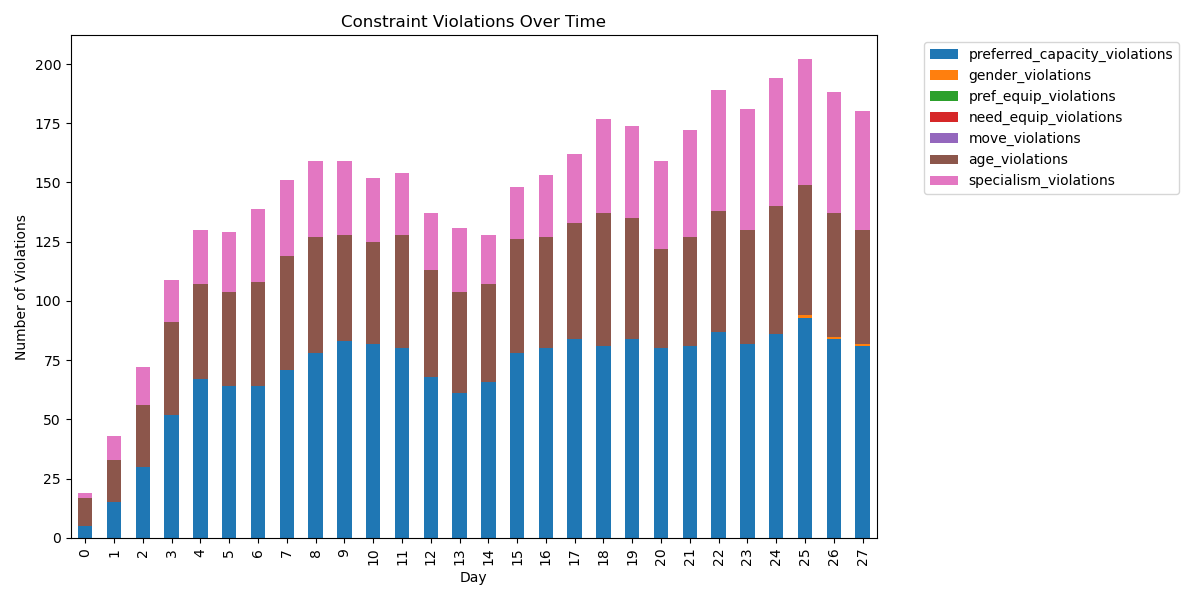 Constraint Violations Over Time
Number of Violations
200
175
150
125
100
75
50
25
0
0 1 2 3 4 5 6 7 8 9 10 11 12 13 14 15 16 17 18 19 20 21 22 23 24 25 26 27
Day
preferred_capacity_violations
gender_violations
pref_equip_violations
need_equip_violations
move_violations
age_violations
specialism_violations